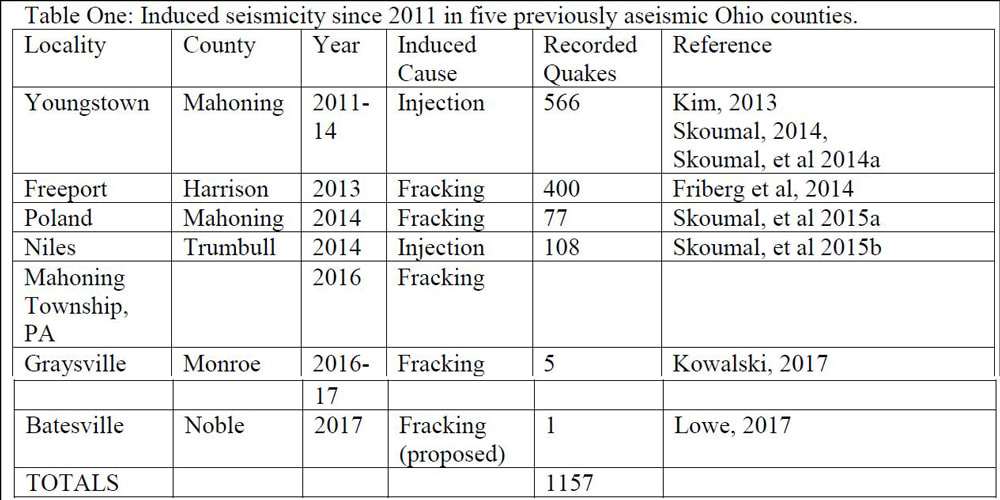 Table One: Induced seismicity since 2011 in five previously aseismic Ohio counties.
Locality County Year Induced Recorded Reference
Cause Quakes
Youngstown Mahoning 2011- Injection 566 Kim, 2013
14 Skoumal, 2014,
Skoumal, et al 2014a
Freeport Harrison 2013 Fracking 400 Friberg et al, 2014
Poland Mahoning 2014 Fracking 77 Skoumal, et al 2015a
Niles Trumbull 2014 Injection 108 Skoumal, et al 2015b
Mahoning 2016 Fracking
Township,
PA
Graysville Monroe 2016- Fracking 5 Kowalski, 2017
17
Batesville Noble 2017 Fracking 1 Lowe, 2017
(proposed)
TOTALS 1157